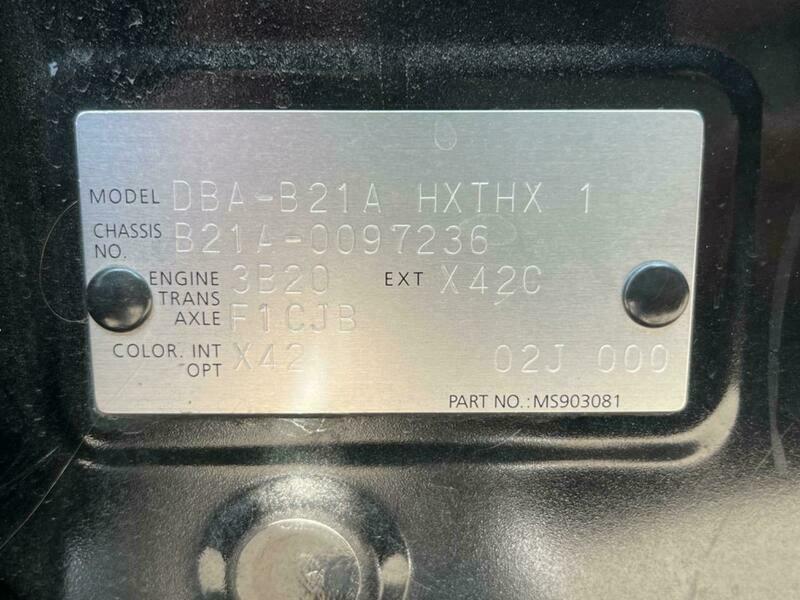 MODEL DBA-B21A HXTHX 1
CHASSIS NO. B21A-0097236
ENGINE 3B20 EXT X42C
TRANS AXLE F1CJB
COLOR. INT OPT X42 02J 000
PART NO.: MS903081